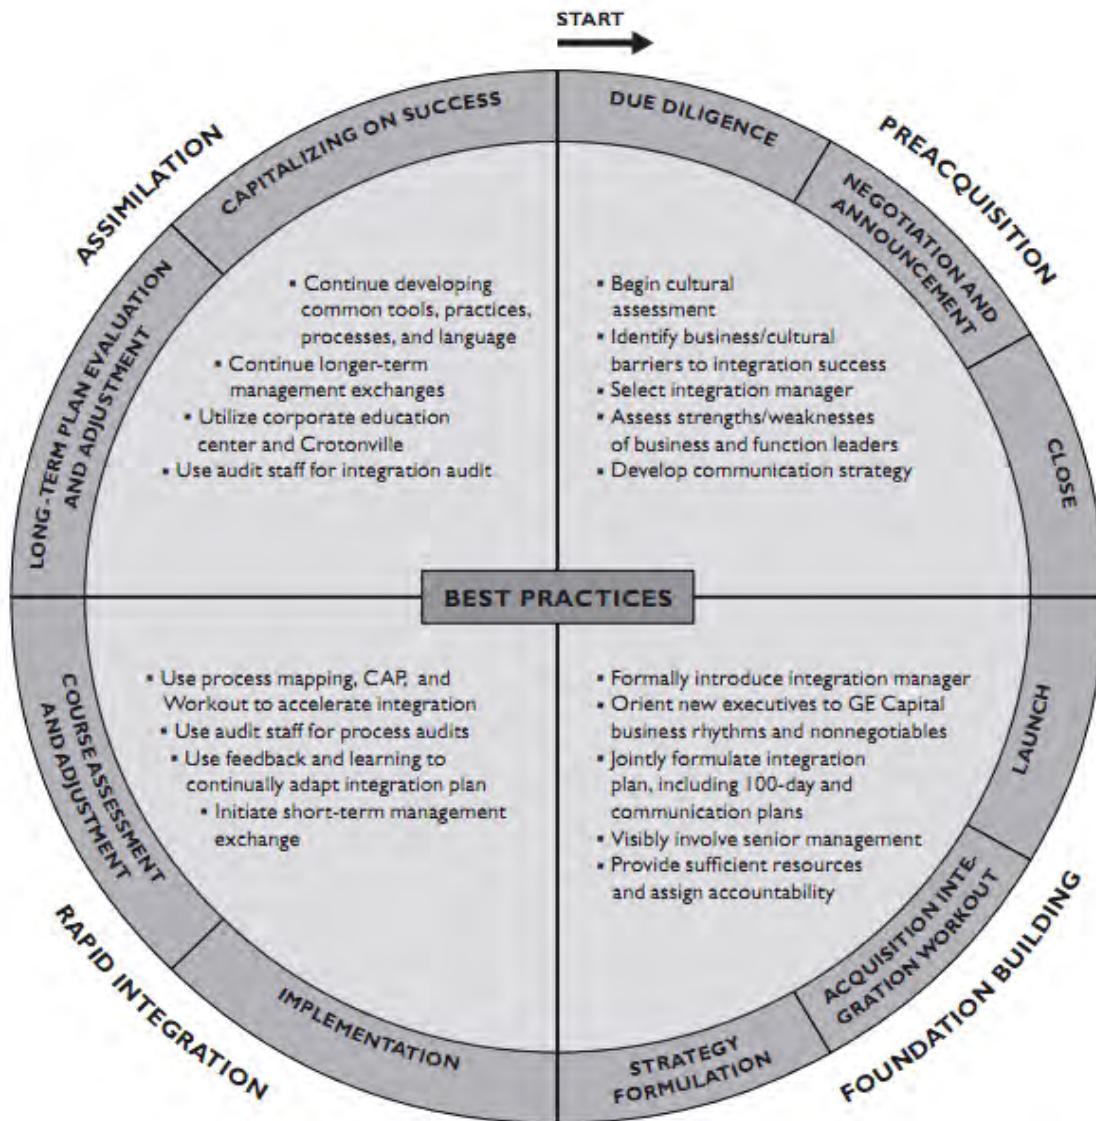 START
DUE DILIGENCE
NEGOTIATION AND
ANNOUNCEMENT
CLOSE
PREACQUISITION
▪ Begin cultural
assessment
▪ Identify business/cultural
barriers to integration success
▪ Select integration manager
▪ Assess strengths/weaknesses
of business and function leaders
▪ Develop communication strategy
LAUNCH
ACQUISITION INTE-
GRATION WORKOUT
STRATEGY
FORMULATION
FOUNDATION BUILDING
▪ Formally introduce integration manager
▪ Orient new executives to GE Capital
business rhythms and nonnegotiables
▪ Jointly formulate integration
plan, including 100-day and
communication plans
▪ Visibly involve senior management
▪ Provide sufficient resources
and assign accountability
IMPLEMENTATION
COURSE ASSESSMENT
AND ADJUSTMENT
RAPID INTEGRATION
▪ Use process mapping, CAP, and
Workout to accelerate integration
▪ Use audit staff for process audits
▪ Use feedback and learning to
continually adapt integration plan
▪ Initiate short-term management
exchange
LONG-TERM PLAN EVALUATION
AND ADJUSTMENT
CAPITALIZING ON SUCCESS
ASSIMILATION
▪ Continue developing
common tools, practices,
processes, and language
▪ Continue longer-term
management exchanges
▪ Utilize corporate education
center and Crotonville
▪ Use audit staff for integration audit
BEST PRACTICES